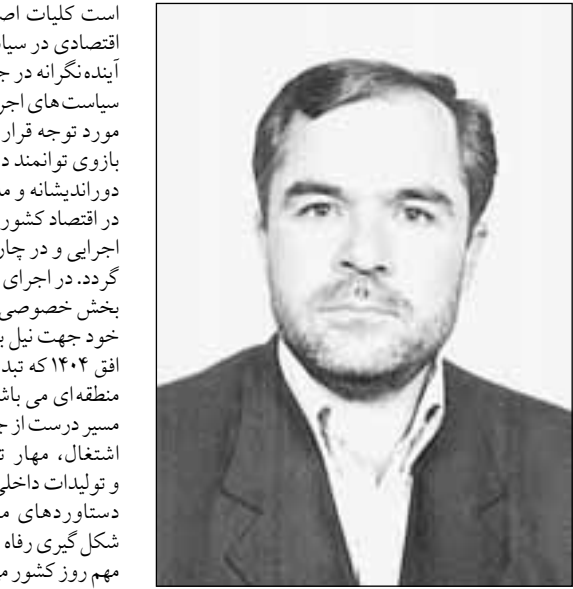 است کلیات اص
اقتصادی در سیا
آینده‌نگرانه در ج
سیاست‌های اجر
مورد توجه قرار
بازوی توانمند د
دوراندیشانه و م
در اقتصاد کشور
اجرایی و در چار
گردد. در اجرای
بخش خصوصی
خود جهت نیل ب
افق ۱۴۰۴ که تبد
منطقه‌ای می باش
مسیر درست از ج
اشتغال، مهار ت
و تولیدات داخلی
دستاوردهای م
شکل گیری رفاه
مهم روز کشور م